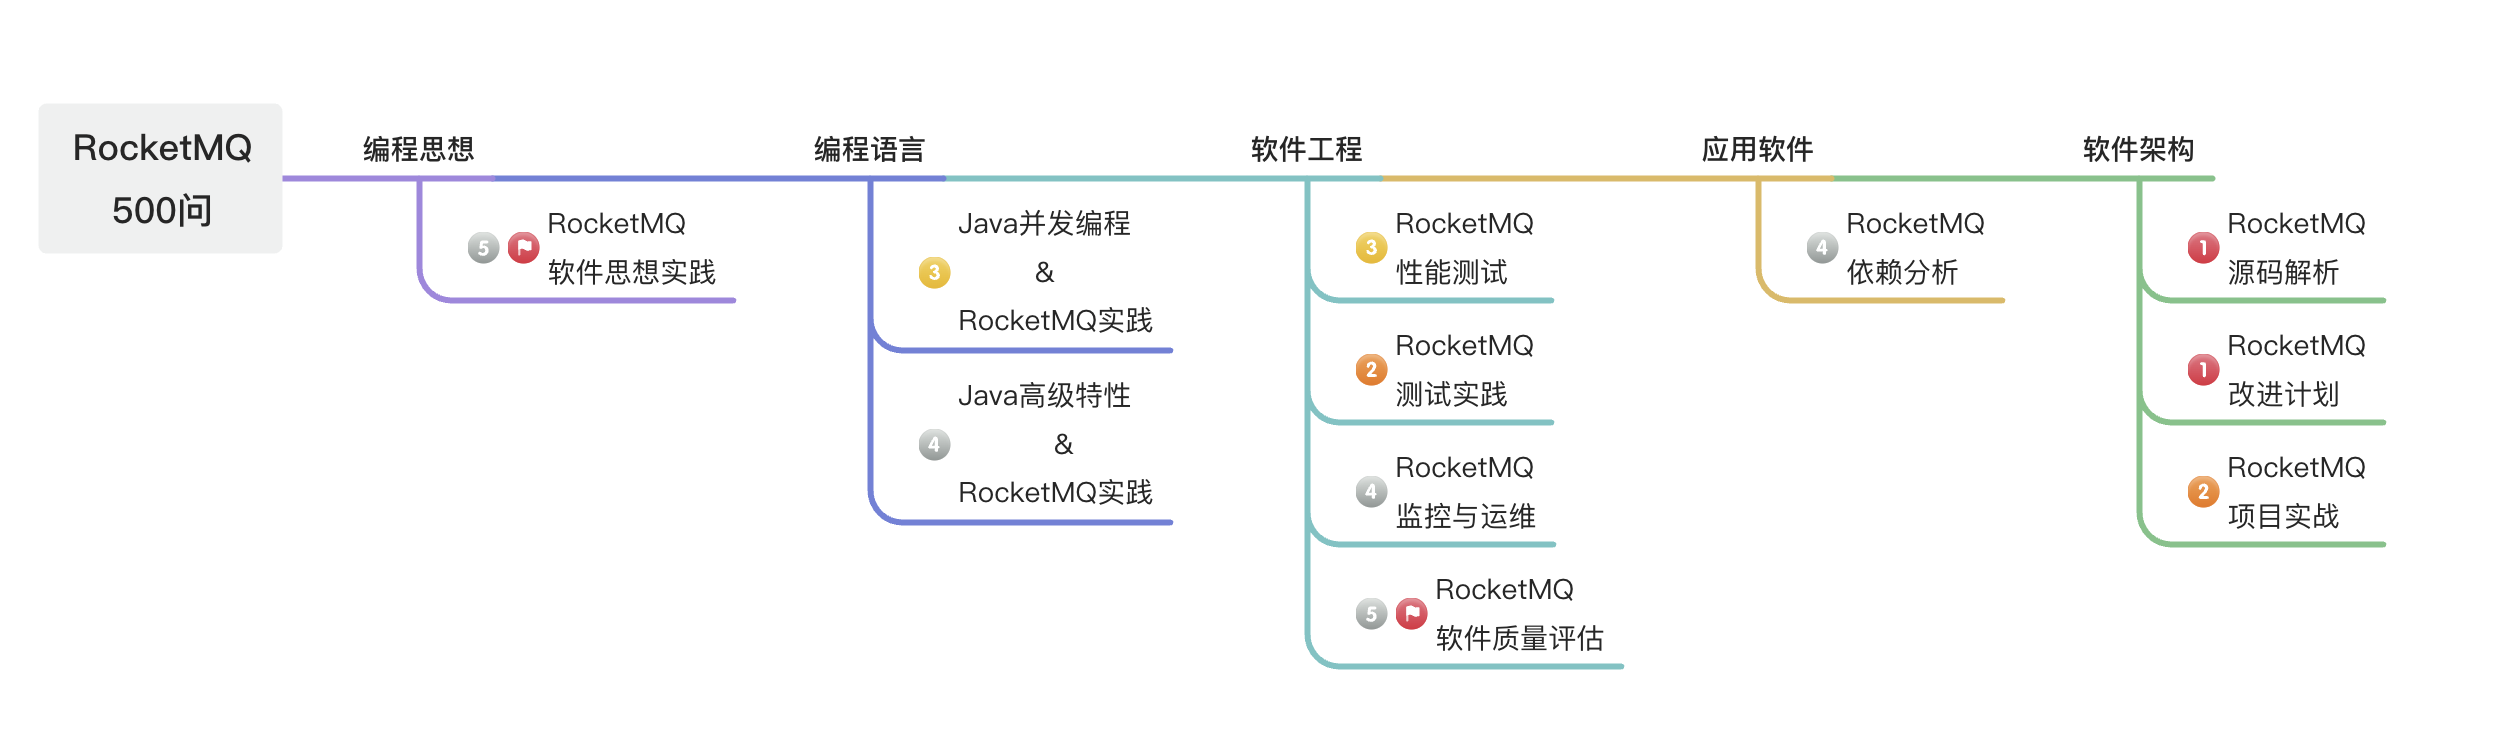 RocketMQ
500问
编程思想
5
RocketMQ
软件思想实践
编程语言
3
Java并发编程
&
RocketMQ实践
4
Java高级特性
&
RocketMQ实践
软件工程
3
RocketMQ
性能测试
2
RocketMQ
测试实践
4
RocketMQ
监控与运维
5
RocketMQ
软件质量评估
应用软件
4
RocketMQ
依赖分析
软件架构
1
RocketMQ
源码解析
1
RocketMQ
改进计划
2
RocketMQ
项目实战